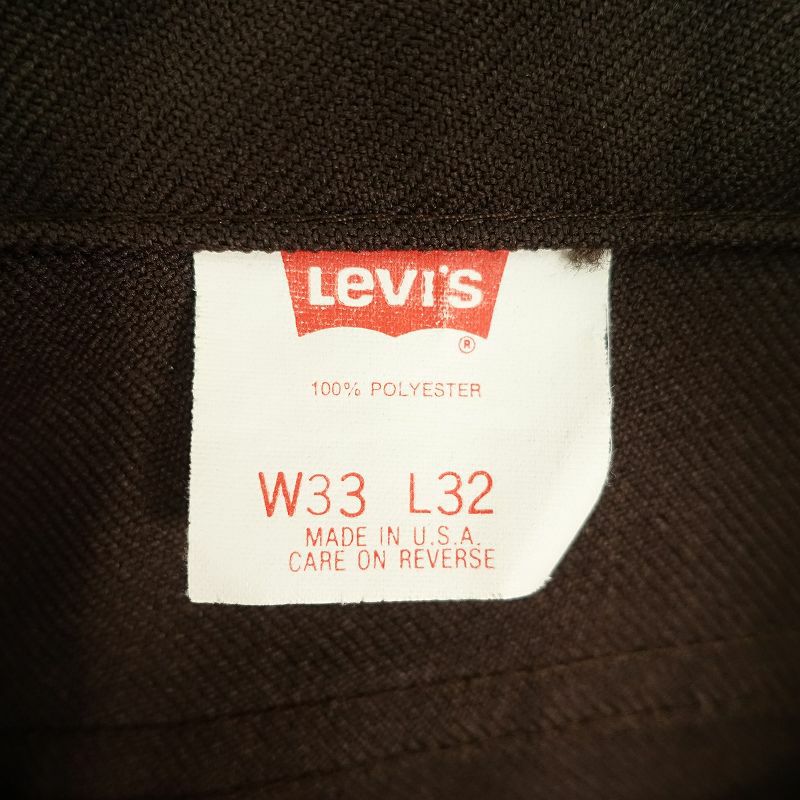 Levi's
®
100% POLYESTER
W33 L32
MADE IN U.S.A.
CARE ON REVERSE